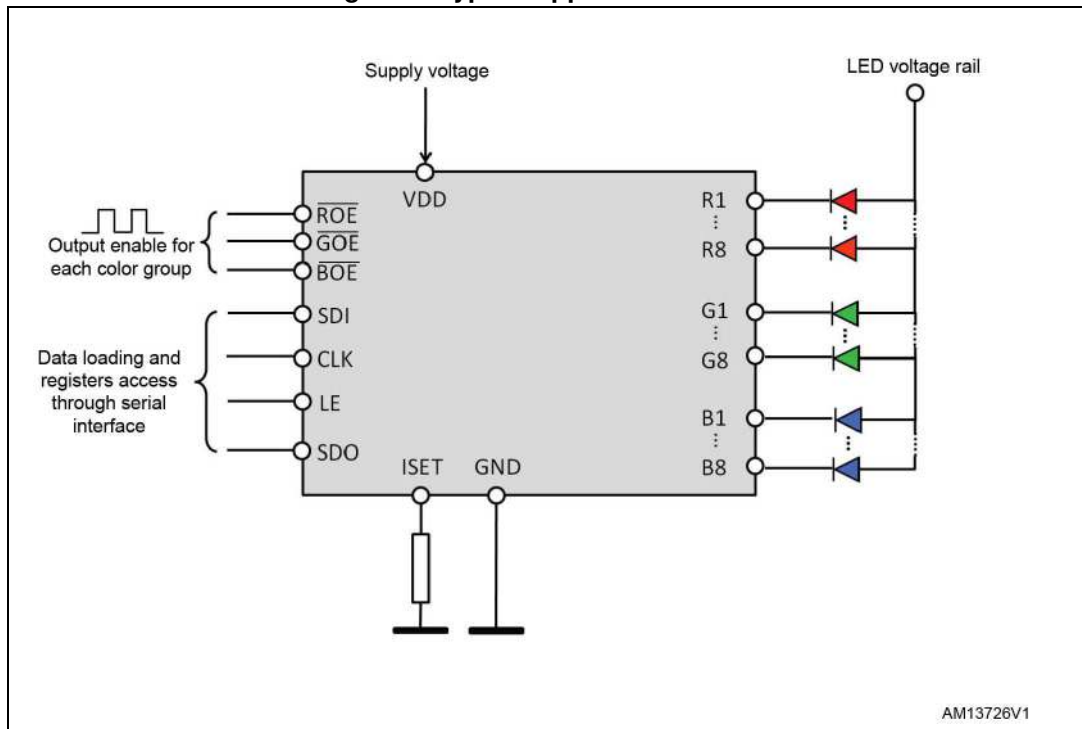 Supply voltage
LED voltage rail
VDD
ROE
GOE
BOE
Output enable for
each color group
SDI
CLK
LE
SDO
Data loading and
registers access
through serial
interface
ISET
GND
R1
R8
G1
G8
B1
B8
AM13726V1